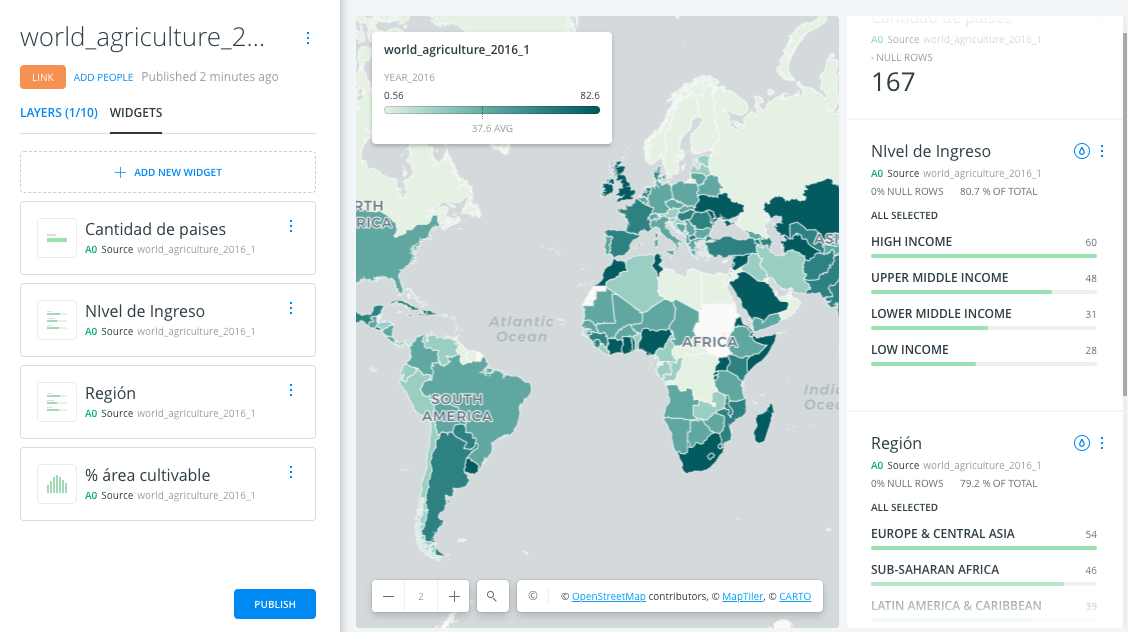 world_agriculture_2...
LINK ADD PEOPLE Published 2 minutes ago
LAYERS (1/10) WIDGETS
+ ADD NEW WIDGET
Cantidad de paises
A0 Source world_agriculture_2016_1
NIvel de Ingreso
A0 Source world_agriculture_2016_1
Región
A0 Source world_agriculture_2016_1
% área cultivable
A0 Source world_agriculture_2016_1
PUBLISH
world_agriculture_2016_1
YEAR_2016
0.56 82.6
37.6 AVG
RTH
RICA
ASI
Atlantic
Ocean
AFRICA
SOUTH
AMERICA
Indi
Ocea
2
© © OpenStreetMap contributors, © MapTiler, © CARTO
Cantidad de paises
A0 Source world_agriculture_2016_1
- NULL ROWS
167
NIvel de Ingreso
A0 Source world_agriculture_2016_1
0% NULL ROWS 80.7 % OF TOTAL
ALL SELECTED
HIGH INCOME 60
UPPER MIDDLE INCOME 48
LOWER MIDDLE INCOME 31
LOW INCOME 28
Región
A0 Source world_agriculture_2016_1
0% NULL ROWS 79.2 % OF TOTAL
ALL SELECTED
EUROPE & CENTRAL ASIA 54
SUB-SAHARAN AFRICA 46
LATIN AMERICA & CARIBBEAN 39